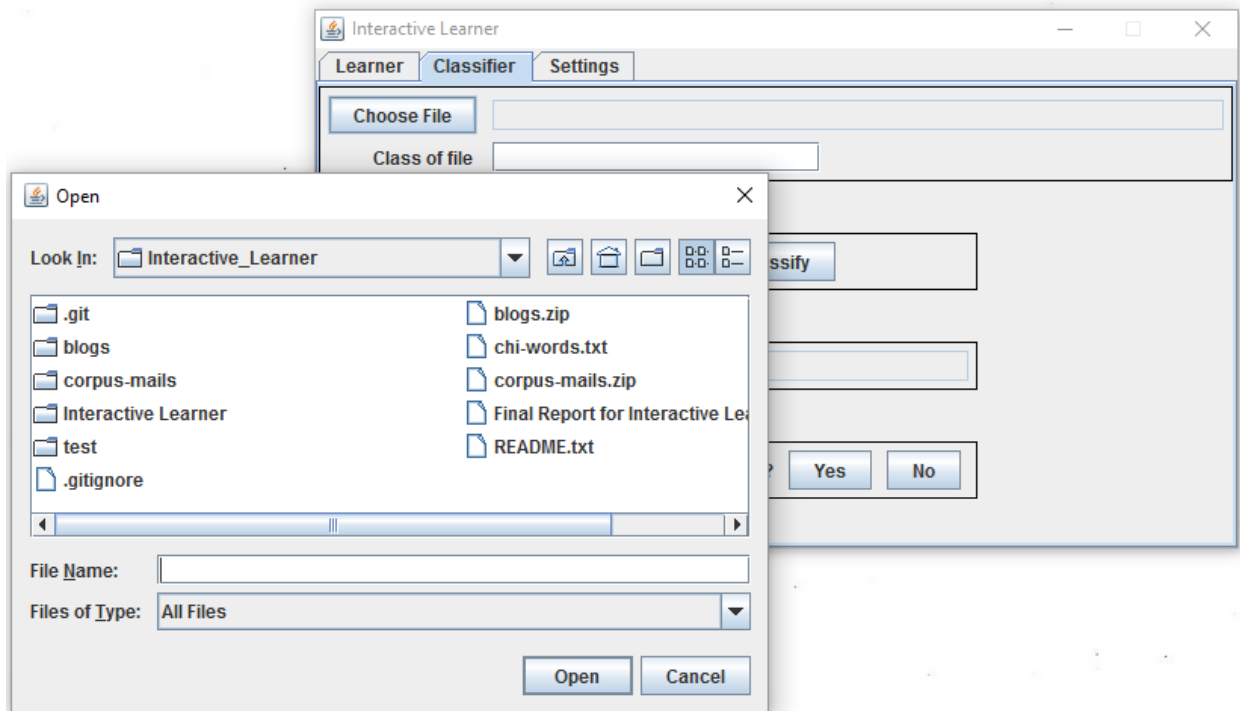 Interactive Learner
Learner Classifier Settings
Choose File
Class of file
Open
Look In: Interactive_Learner
ssify
.git
blogs
corpus-mails
Interactive Learner
test
.gitignore
blogs.zip
chi-words.txt
corpus-mails.zip
Final Report for Interactive Lea
README.txt
? Yes No
File Name:
Files of Type: All Files
Open Cancel